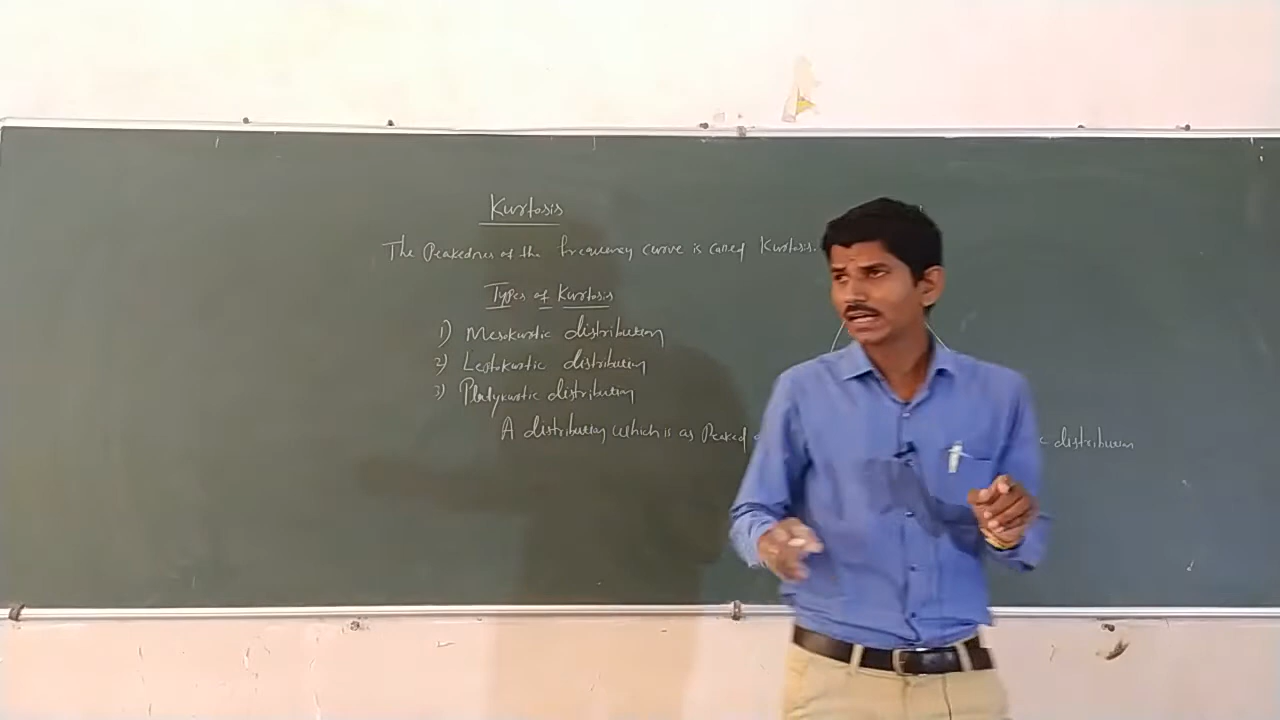 Kurtosis
The Peakedness of the frequency curve is called Kurtosis.
Types of Kurtosis
1) Mesokurtic distribution
2) Leptokurtic distribution
3) Platykurtic distribution
A distribution which is as Peaked distribution